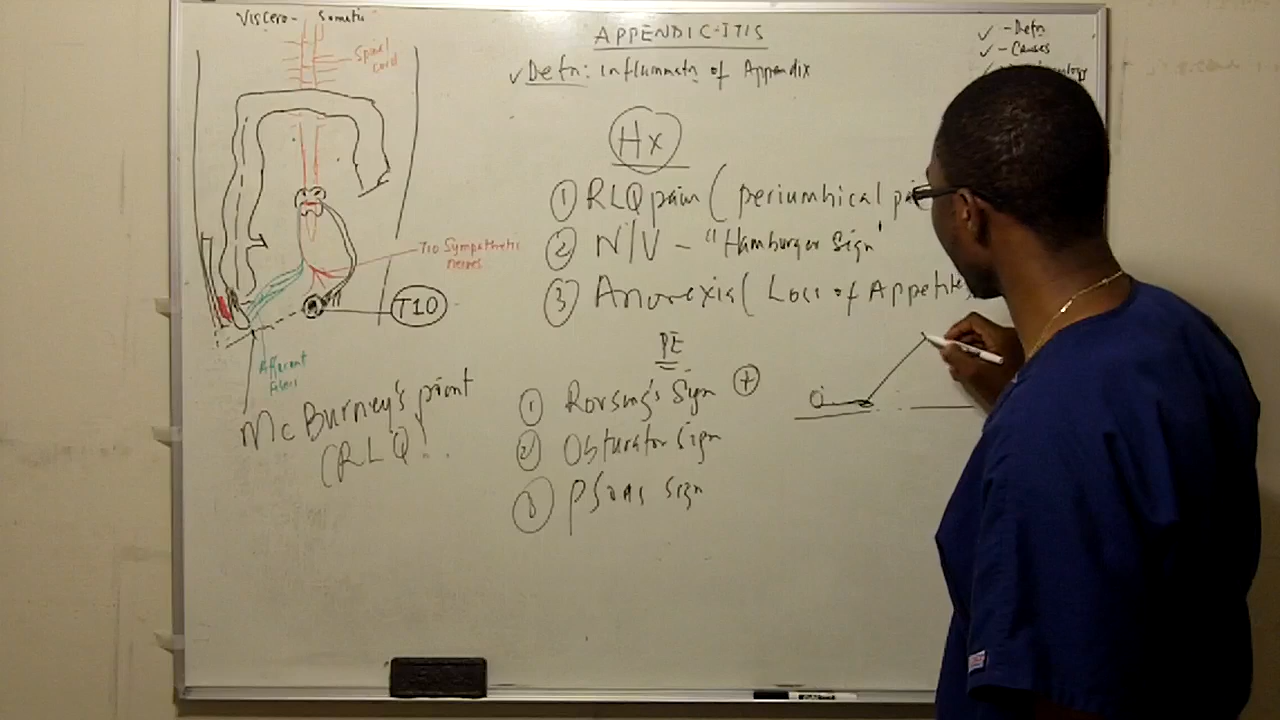 Viscero- Somatic
Spinal
cord
T10 Sympathetic
nerves
T10
Afferent
fibers
McBurney's point
(RLQ)..
APPENDIC-ITIS
✓ Defn: inflammatn of Appendix
✓ - Defn
✓ - Causes
✓
Hx
① RLQ pain ( periumbical
② N/V - "Hamburger Sign"
③ Anorexia ( Loss of Appetite
PE
① Rovsing's Sign +
② Obturator sign
③ Psoas sign